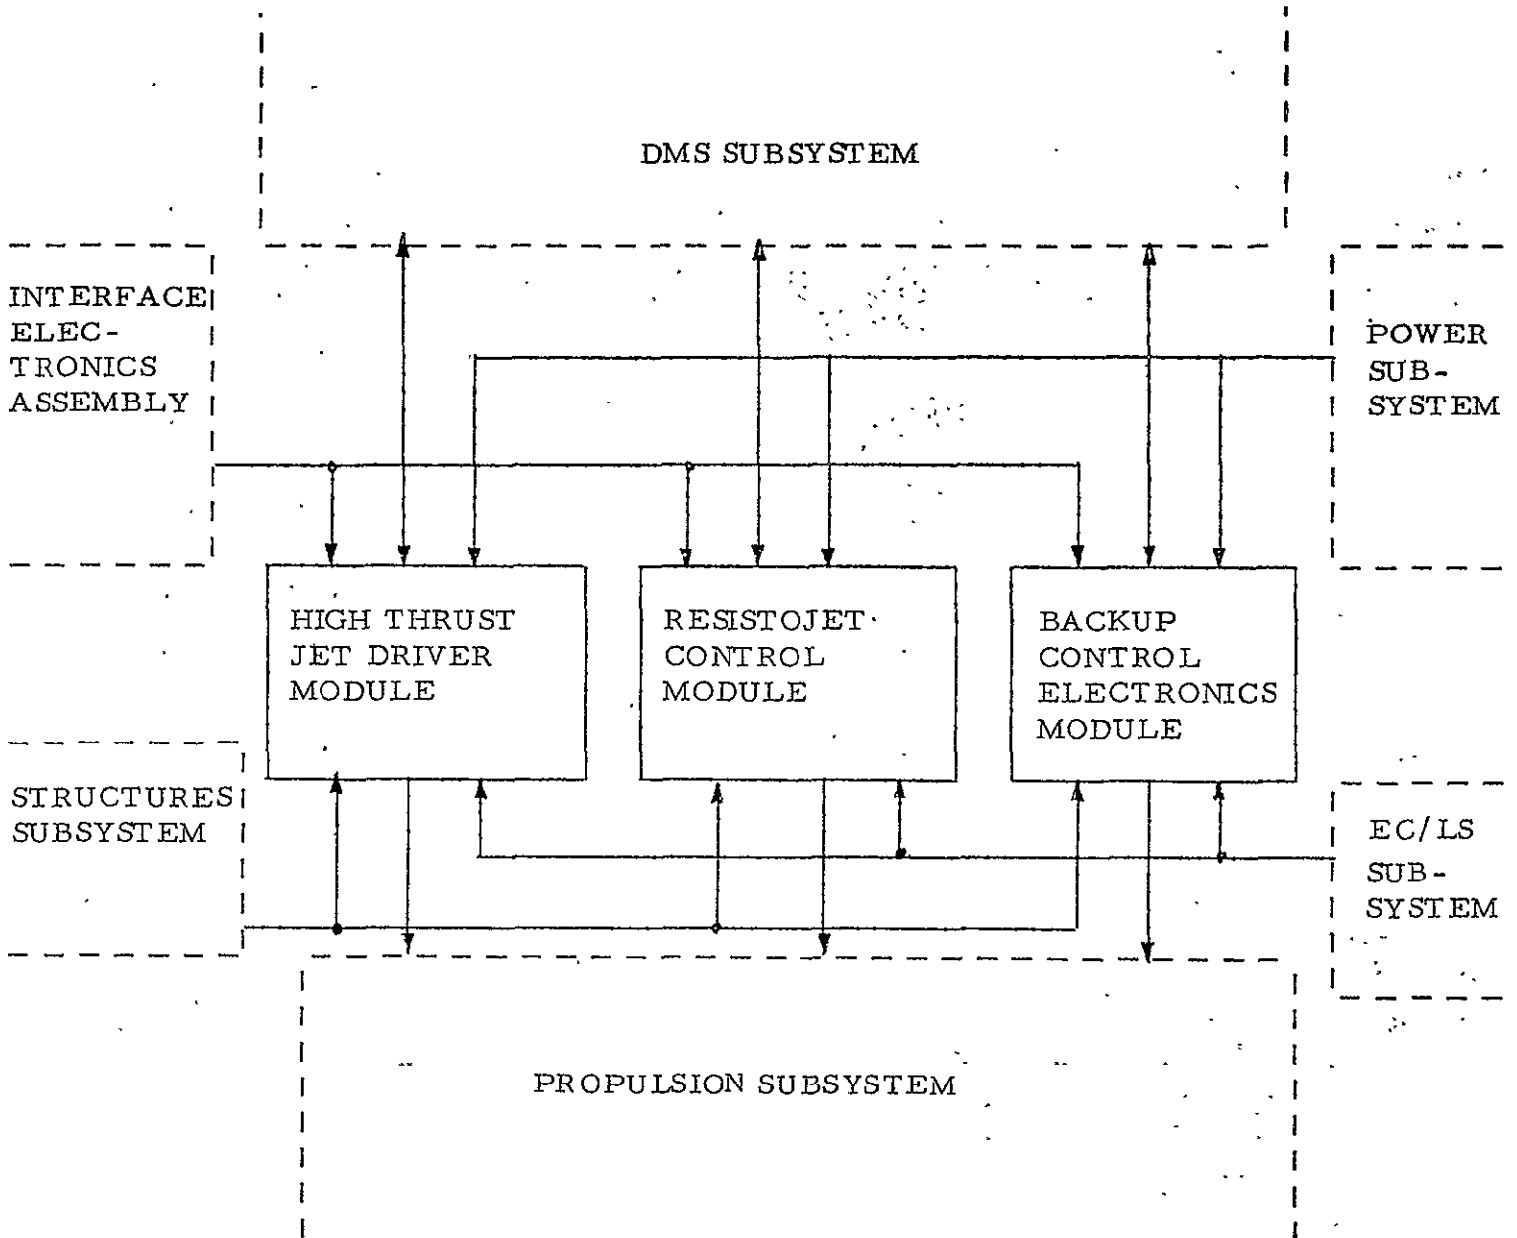 DMS SUBSYSTEM
INTERFACE
ELEC-
TRONICS
ASSEMBLY
POWER
SUB-
SYSTEM
HIGH THRUST
JET DRIVER
MODULE
RESISTOJET
CONTROL
MODULE
BACKUP
CONTROL
ELECTRONICS
MODULE
STRUCTURES
SUBSYSTEM
EC/LS
SUB-
SYSTEM
PROPULSION SUBSYSTEM